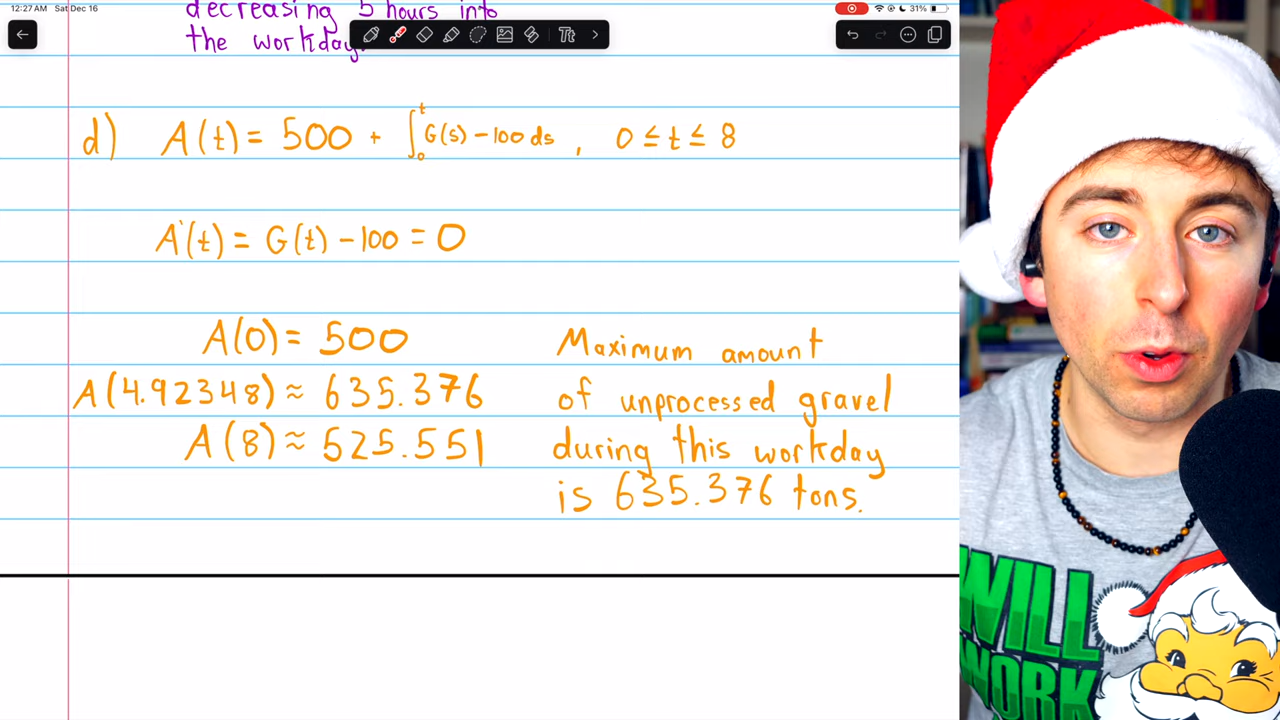 12:27AM Sat Dec 16
31%
decreasing 5 hours into
the workday.
Tt
d) A(t) = 500 + ∫₀ᵗ G(s) - 100 ds , 0 ≤ t ≤ 8
A'(t) = G(t) - 100 = 0
A(0) = 500
A(4.92348) ≈ 635.376
A(8) ≈ 525.551
Maximum amount
of unprocessed gravel
during this workday
is 635.376 tons.
WILL
WORK